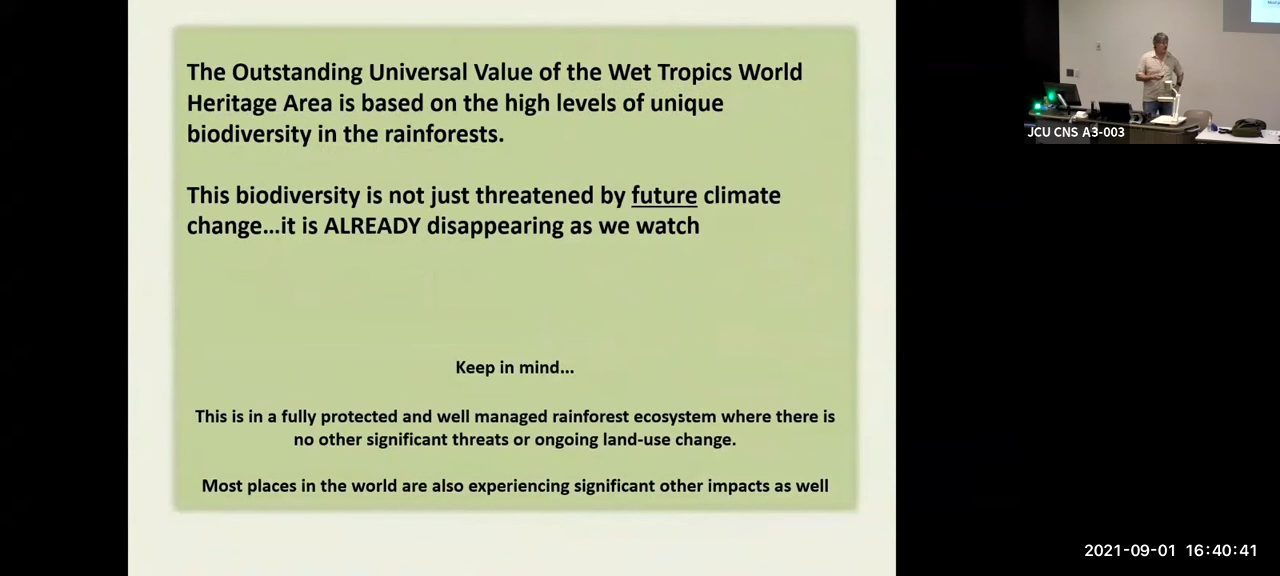 The Outstanding Universal Value of the Wet Tropics World
Heritage Area is based on the high levels of unique
biodiversity in the rainforests.
This biodiversity is not just threatened by future climate
change...it is ALREADY disappearing as we watch
Keep in mind...
This is in a fully protected and well managed rainforest ecosystem where there is
no other significant threats or ongoing land-use change.
Most places in the world are also experiencing significant other impacts as well
JCU CNS A3-003
2021-09-01 16:40:41